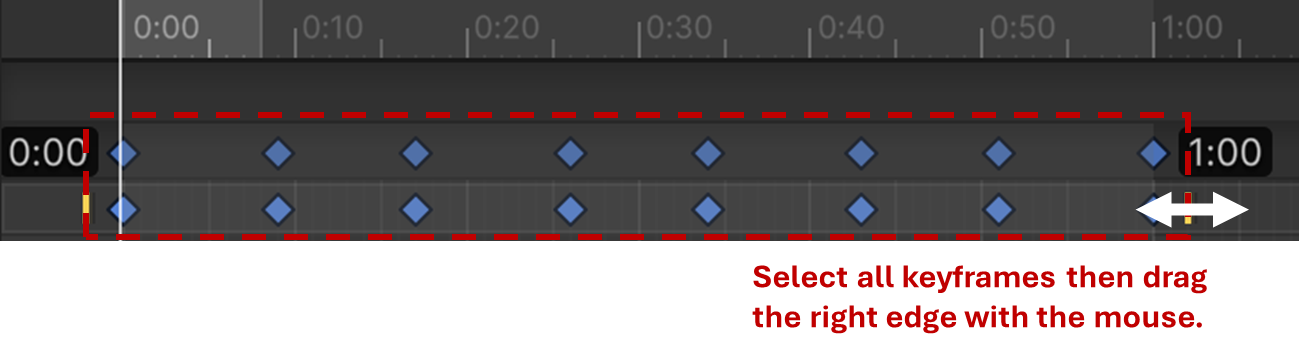 0:00 0:10 0:20 0:30 0:40 0:50 1:00
0:00 1:00
Select all keyframes then drag
the right edge with the mouse.